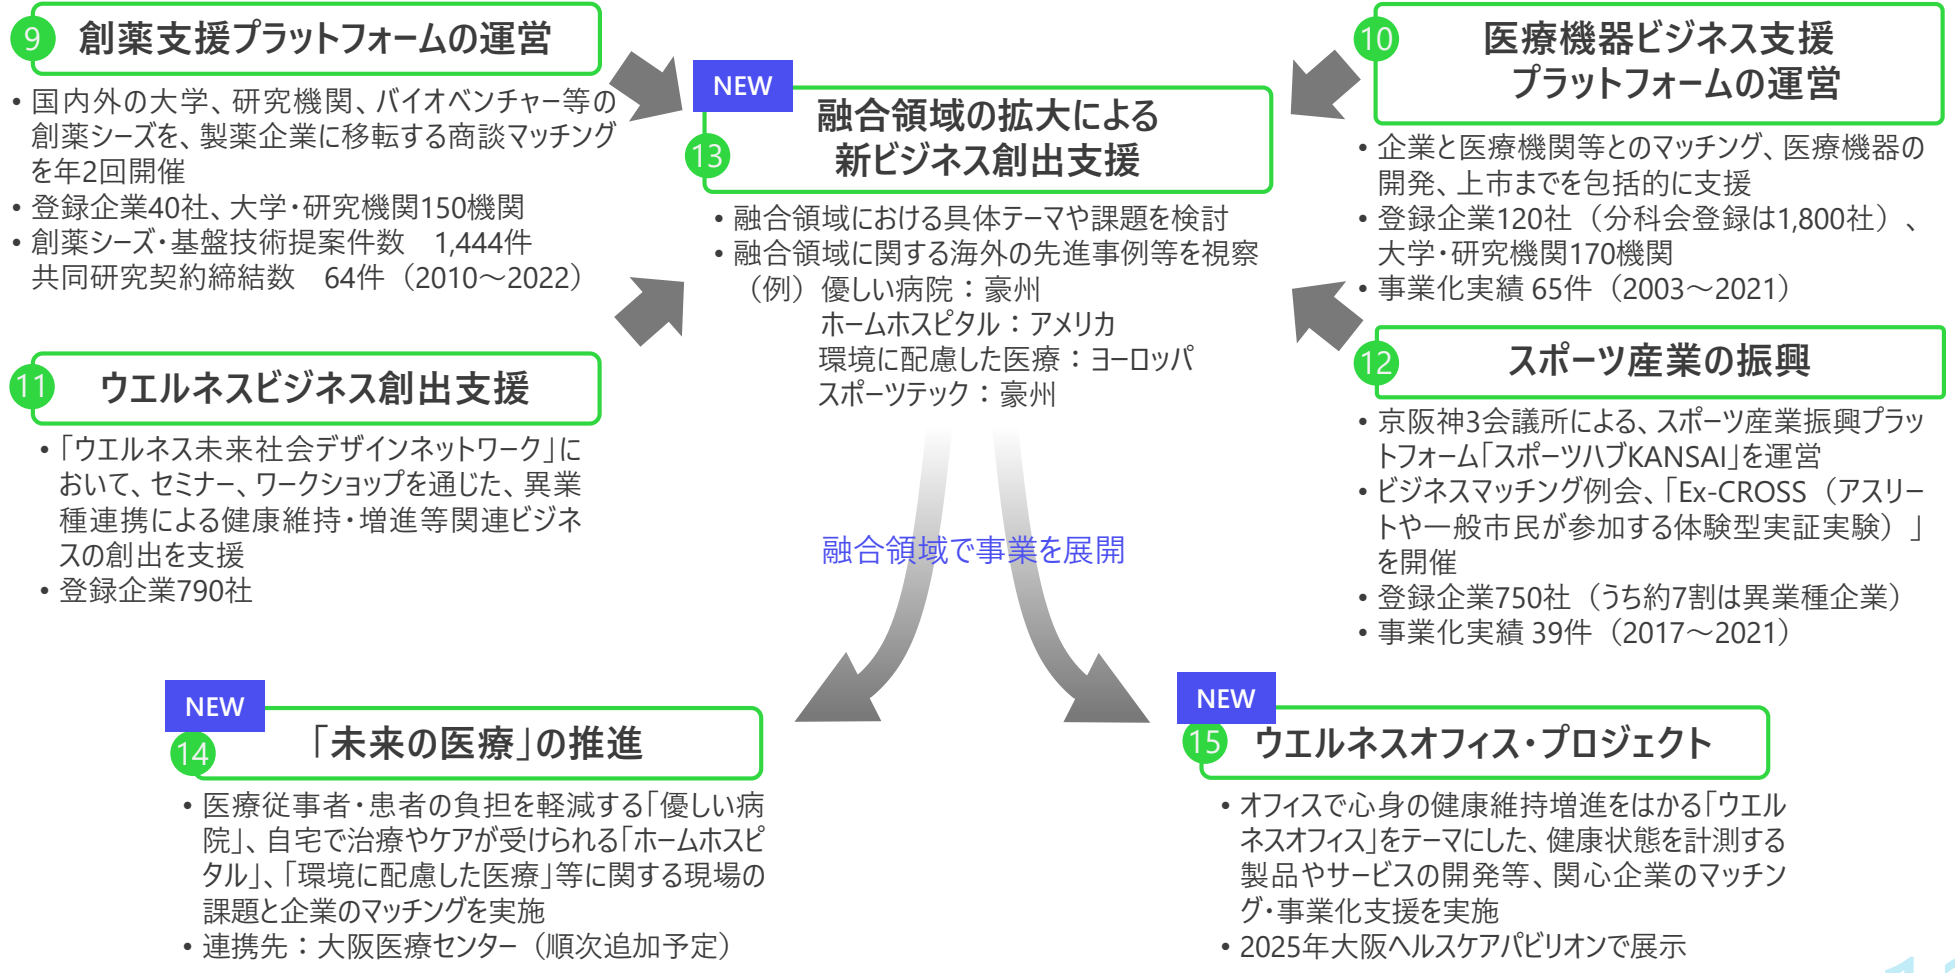 9 創薬支援プラットフォームの運営
• 国内外の大学、研究機関、バイオベンチャー等の
創薬シーズを、製薬企業に移転する商談マッチング
を年2回開催
• 登録企業40社、大学・研究機関150機関
• 創薬シーズ・基盤技術提案件数　1,444件
共同研究契約締結数　64件（2010～2022）
10 医療機器ビジネス支援
プラットフォームの運営
• 企業と医療機関等とのマッチング、医療機器の
開発、上市までを包括的に支援
• 登録企業120社（分科会登録は1,800社）、
大学・研究機関170機関
• 事業化実績 65件（2003～2021）
11 ウエルネスビジネス創出支援
• 「ウエルネス未来社会デザインネットワーク」に
おいて、セミナー、ワークショップを通じた、異業
種連携による健康維持・増進等関連ビジネ
スの創出を支援
• 登録企業790社
12 スポーツ産業の振興
• 京阪神3会議所による、スポーツ産業振興プラッ
トフォーム「スポーツハブKANSAI」を運営
• ビジネスマッチング例会、「Ex-CROSS（アスリー
トや一般市民が参加する体験型実証実験）」
を開催
• 登録企業750社（うち約7割は異業種企業）
• 事業化実績 39件（2017～2021）
NEW
13 融合領域の拡大による
新ビジネス創出支援
• 融合領域における具体テーマや課題を検討
• 融合領域に関する海外の先進事例等を視察
（例）優しい病院：豪州
ホームホスピタル：アメリカ
環境に配慮した医療：ヨーロッパ
スポーツテック：豪州
融合領域で事業を展開
NEW
14 「未来の医療」の推進
• 医療従事者・患者の負担を軽減する「優しい病
院」、自宅で治療やケアが受けられる「ホームホスピ
タル」、「環境に配慮した医療」等に関する現場の
課題と企業のマッチングを実施
• 連携先：大阪医療センター（順次追加予定）
NEW
15 ウエルネスオフィス・プロジェクト
• オフィスで心身の健康維持増進をはかる「ウエル
ネスオフィス」をテーマにした、健康状態を計測する
製品やサービスの開発等、関心企業のマッチン
グ・事業化支援を実施
• 2025年大阪ヘルスケアパビリオンで展示